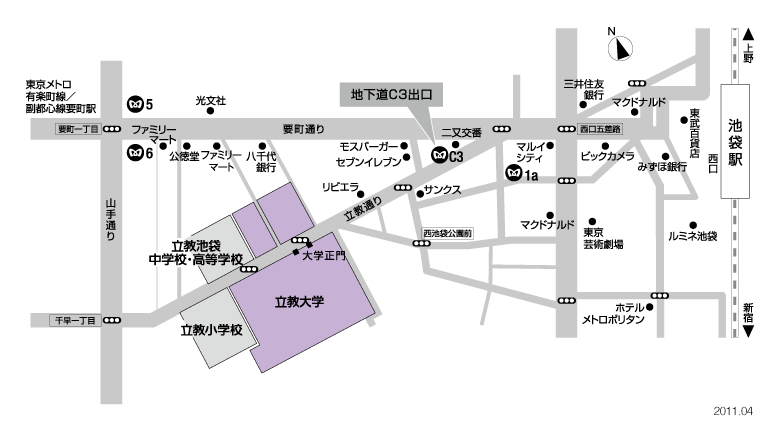 N
上野
東京メトロ
有楽町線／
副都心線要町駅
5
光文社
地下道C3出口
三井住友
銀行
マクドナルド
要町一丁目
ファミリー
マート
要町通り
二又交番
西口五差路
東武百貨店
池袋駅
西口
6
公徳堂
ファミリー
マート
八千代
銀行
モスバーガー
セブンイレブン
C3
マルイ
シティ
1a
ビックカメラ
みずほ銀行
リビエラ
サンクス
山手通り
立教通り
立教池袋
中学校・高等学校
大学正門
西池袋公園前
マクドナルド
東京
芸術劇場
ルミネ池袋
立教大学
立教小学校
千早一丁目
ホテル
メトロポリタン
新宿
2011.04